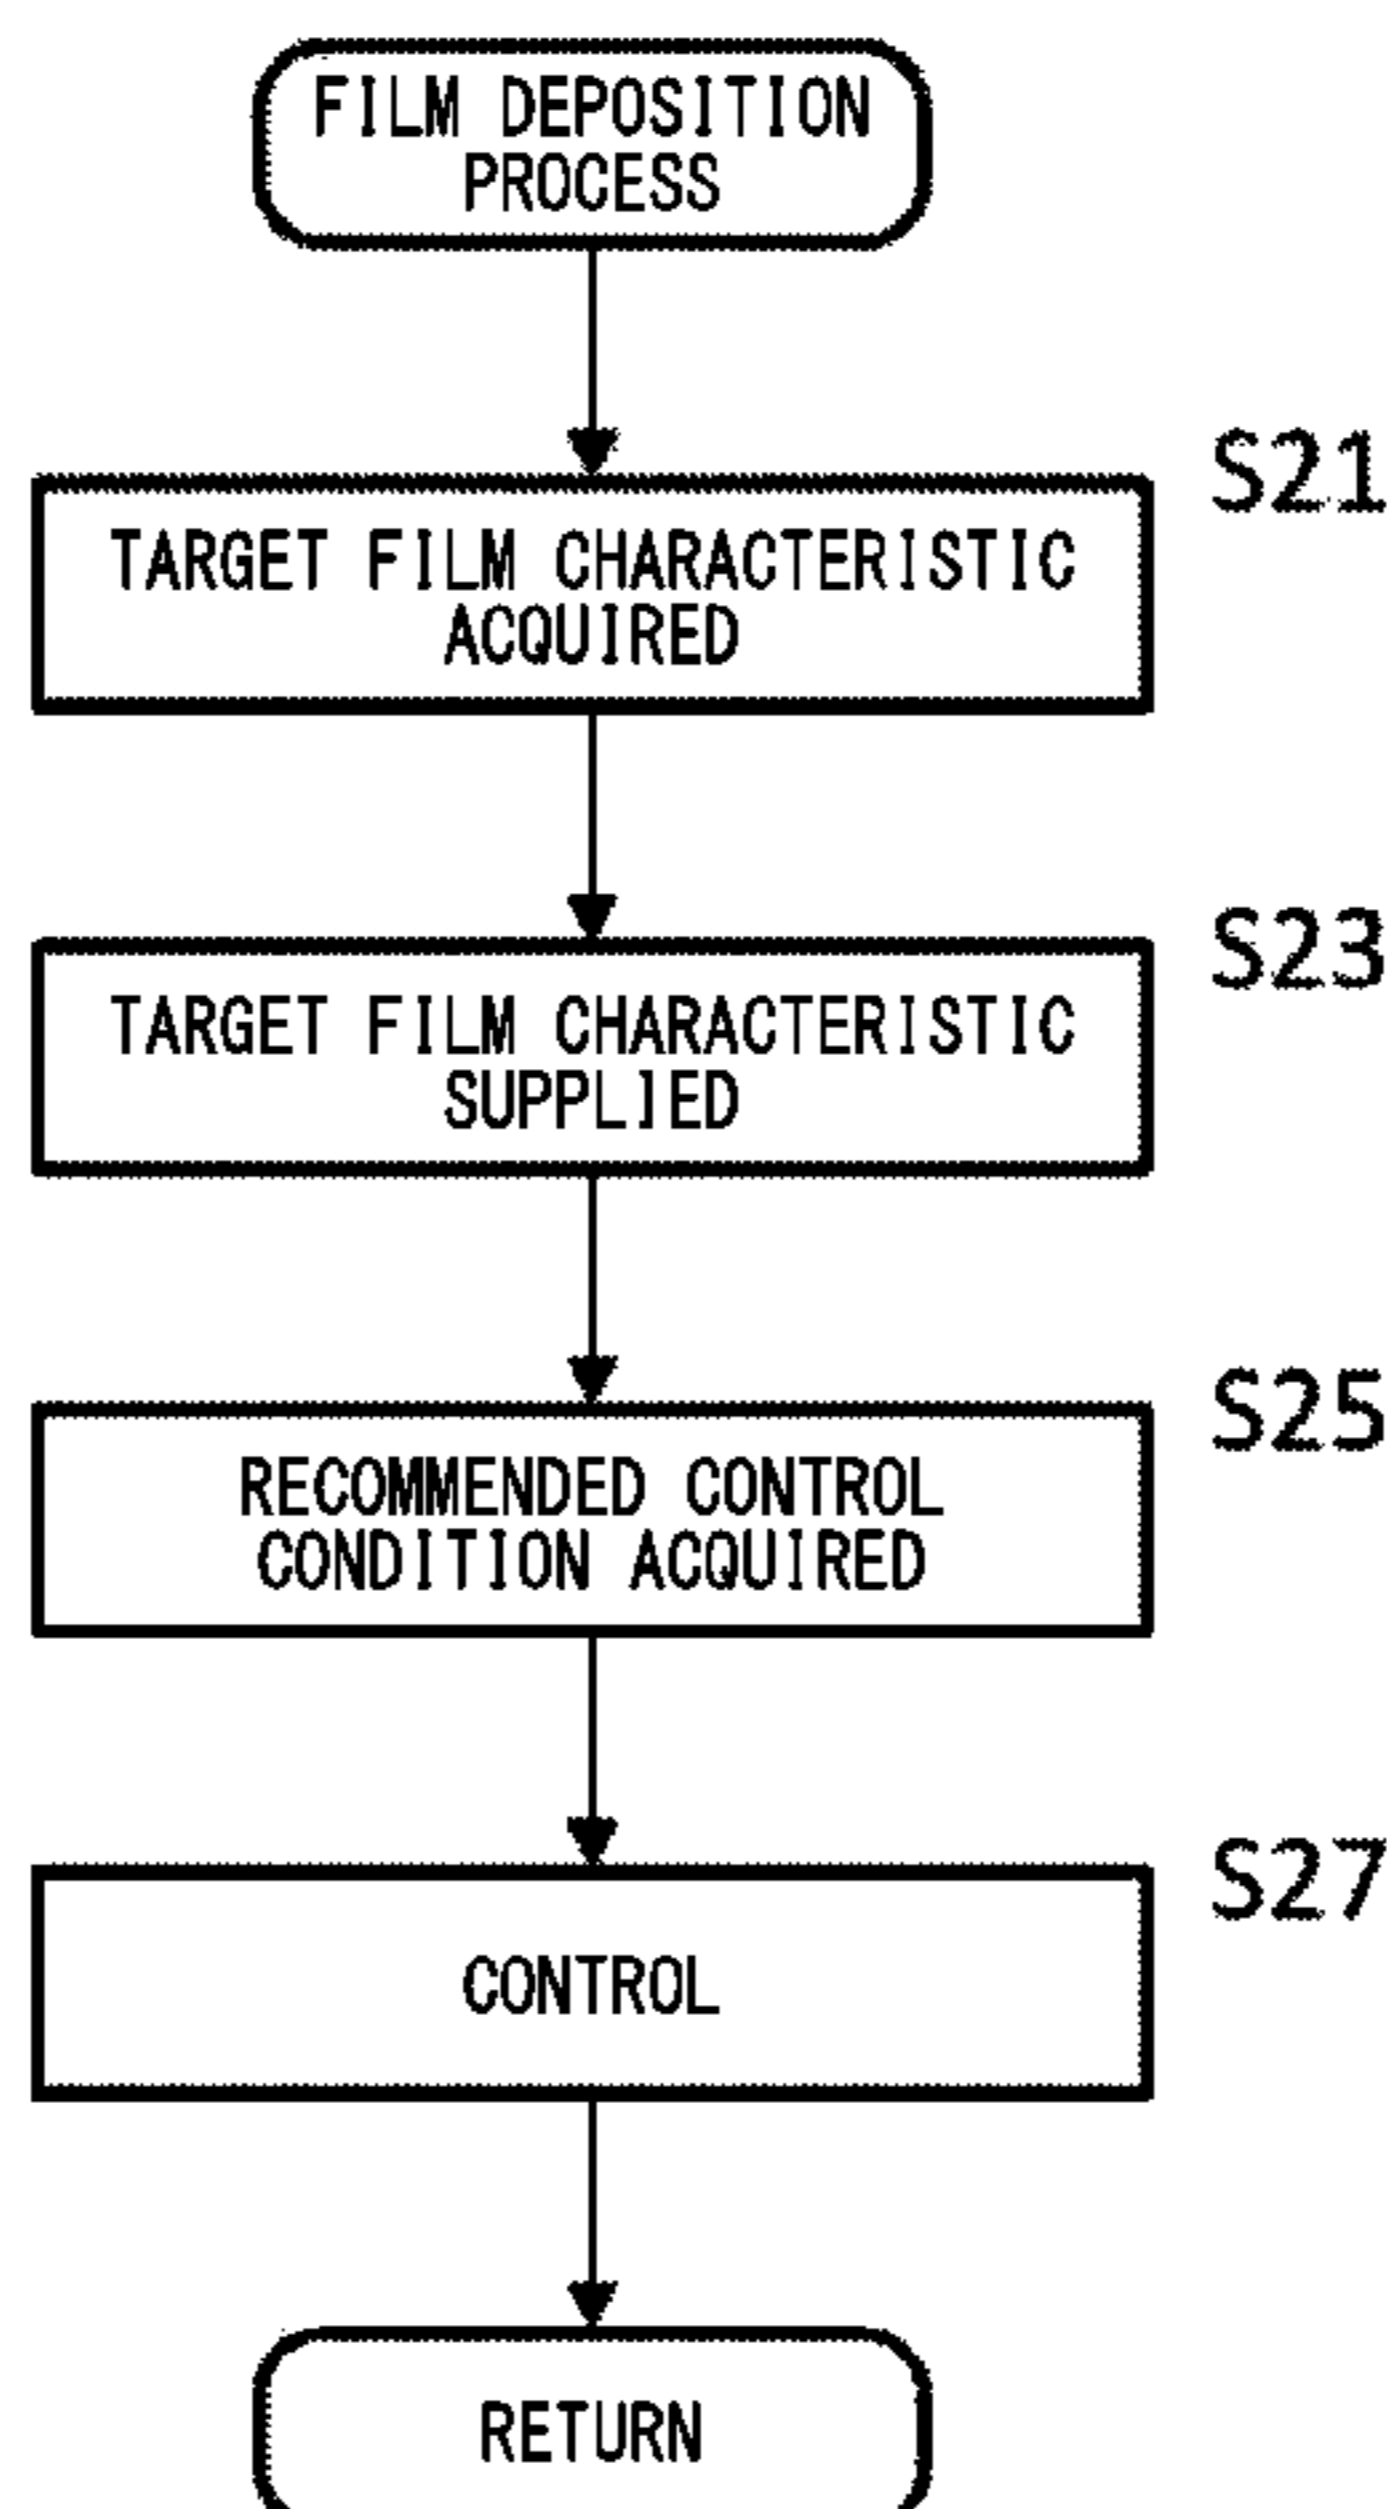 FILM DEPOSITION
PROCESS
S21
TARGET FILM CHARACTERISTIC
ACQUIRED
S23
TARGET FILM CHARACTERISTIC
SUPPLIED
S25
RECOMMENDED CONTROL
CONDITION ACQUIRED
S27
CONTROL
RETURN